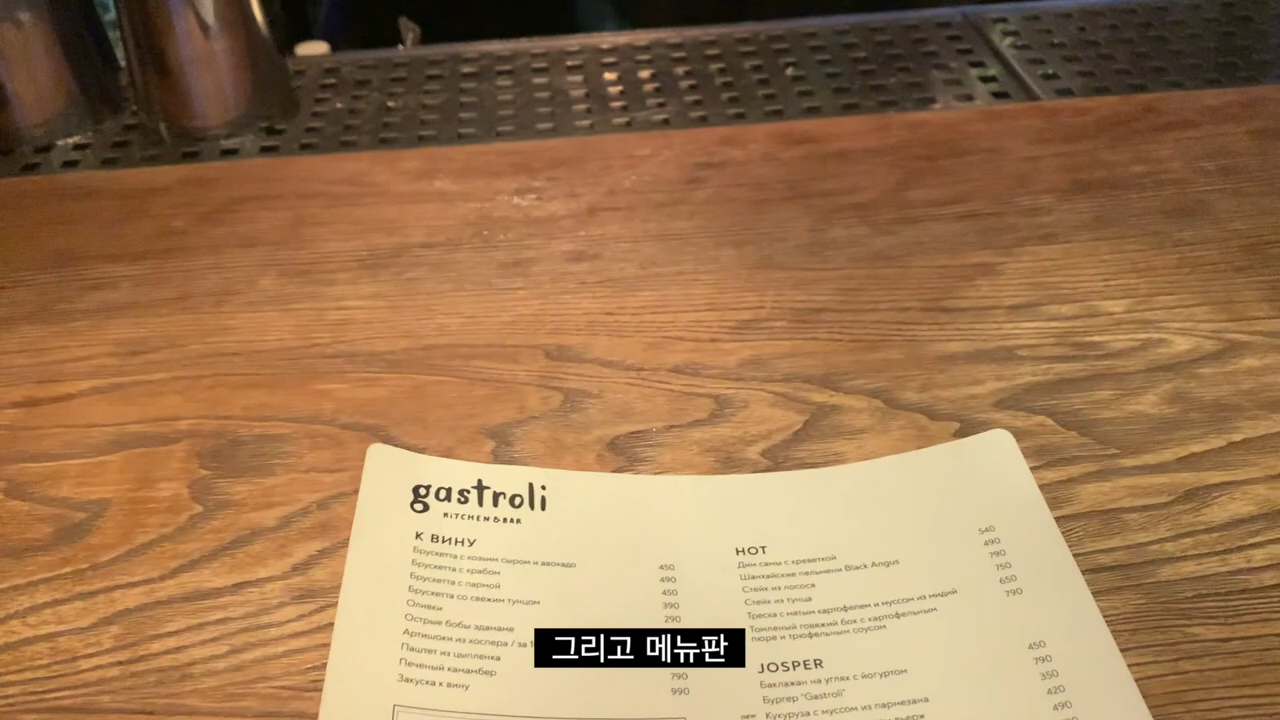 gastroli
KITCHEN & BAR
К ВИНУ
Брускетта с козьим сыром и авокадо 450
Брускетта с крабом 490
Брускетта с пармой 450
Брускетта со свежим тунцом 390
Оливки 290
Острые бобы эдамаме
Артишоки из хоспера / за 1
Паштет из цыпленка
Печеный камамбер 790
Закуска к вину 990
HOT
Дим самы с креветкой 540
Шанхайские пельмени Black Angus 490
Стейк из лосося 790
Стейк из тунца 750
Треска с мятым картофелем и муссом из мидий 650
Томленый говяжий бок с картофельным 790
пюре и трюфельным соусом
JOSPER
Баклажан на углях с йогуртом 450
Бургер "Gastroli" 790
new Кукуруза с муссом из пармезана 350
420
490
그리고 메뉴판